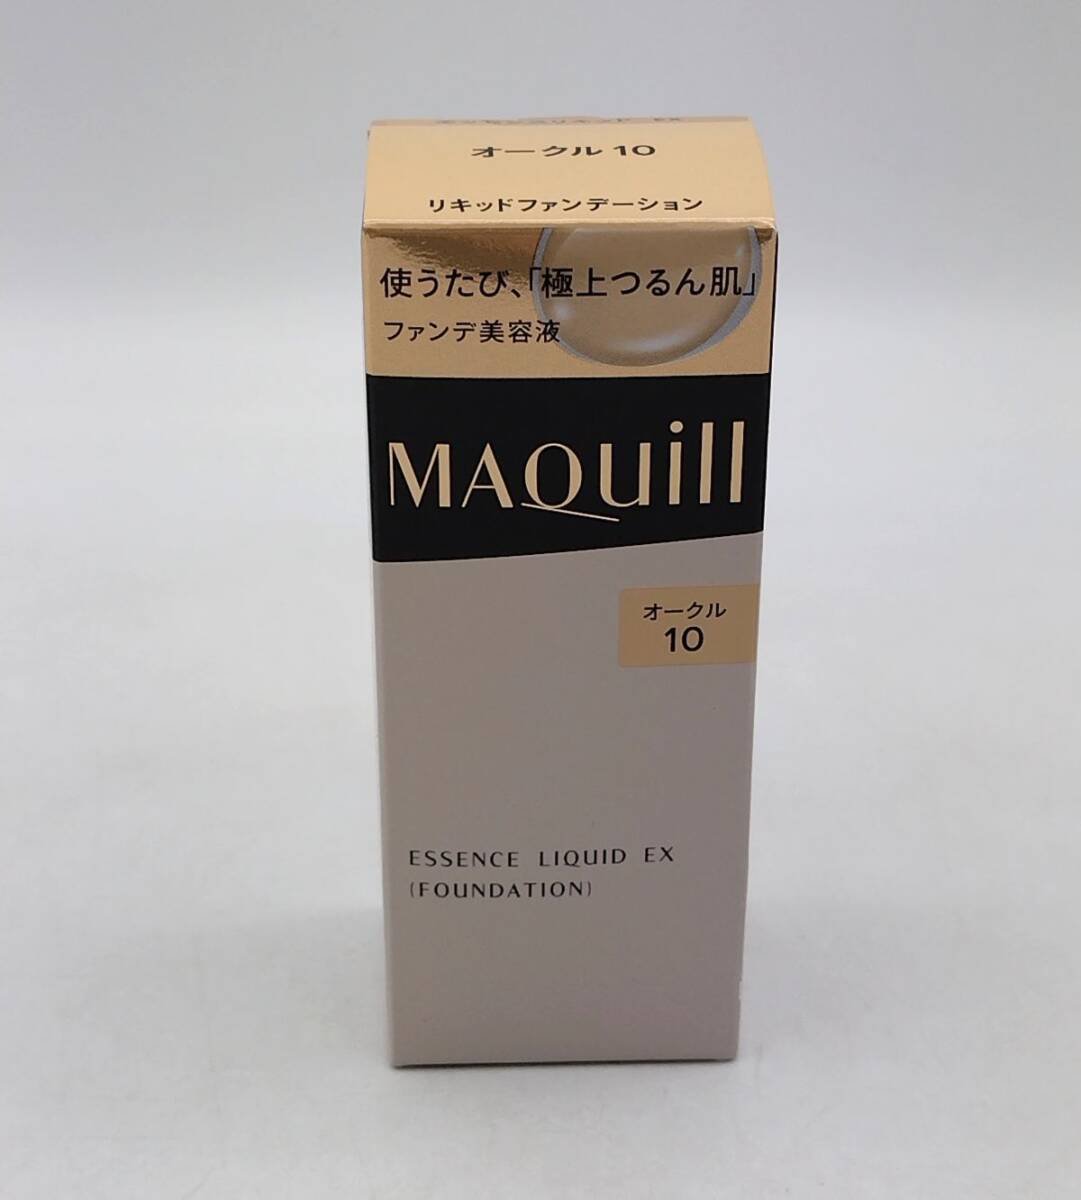 オークル 10
リキッドファンデーション
使うたび、「極上つるん肌」
ファンデ美容液
MAQuill
オークル
10
ESSENCE LIQUID EX
(FOUNDATION)